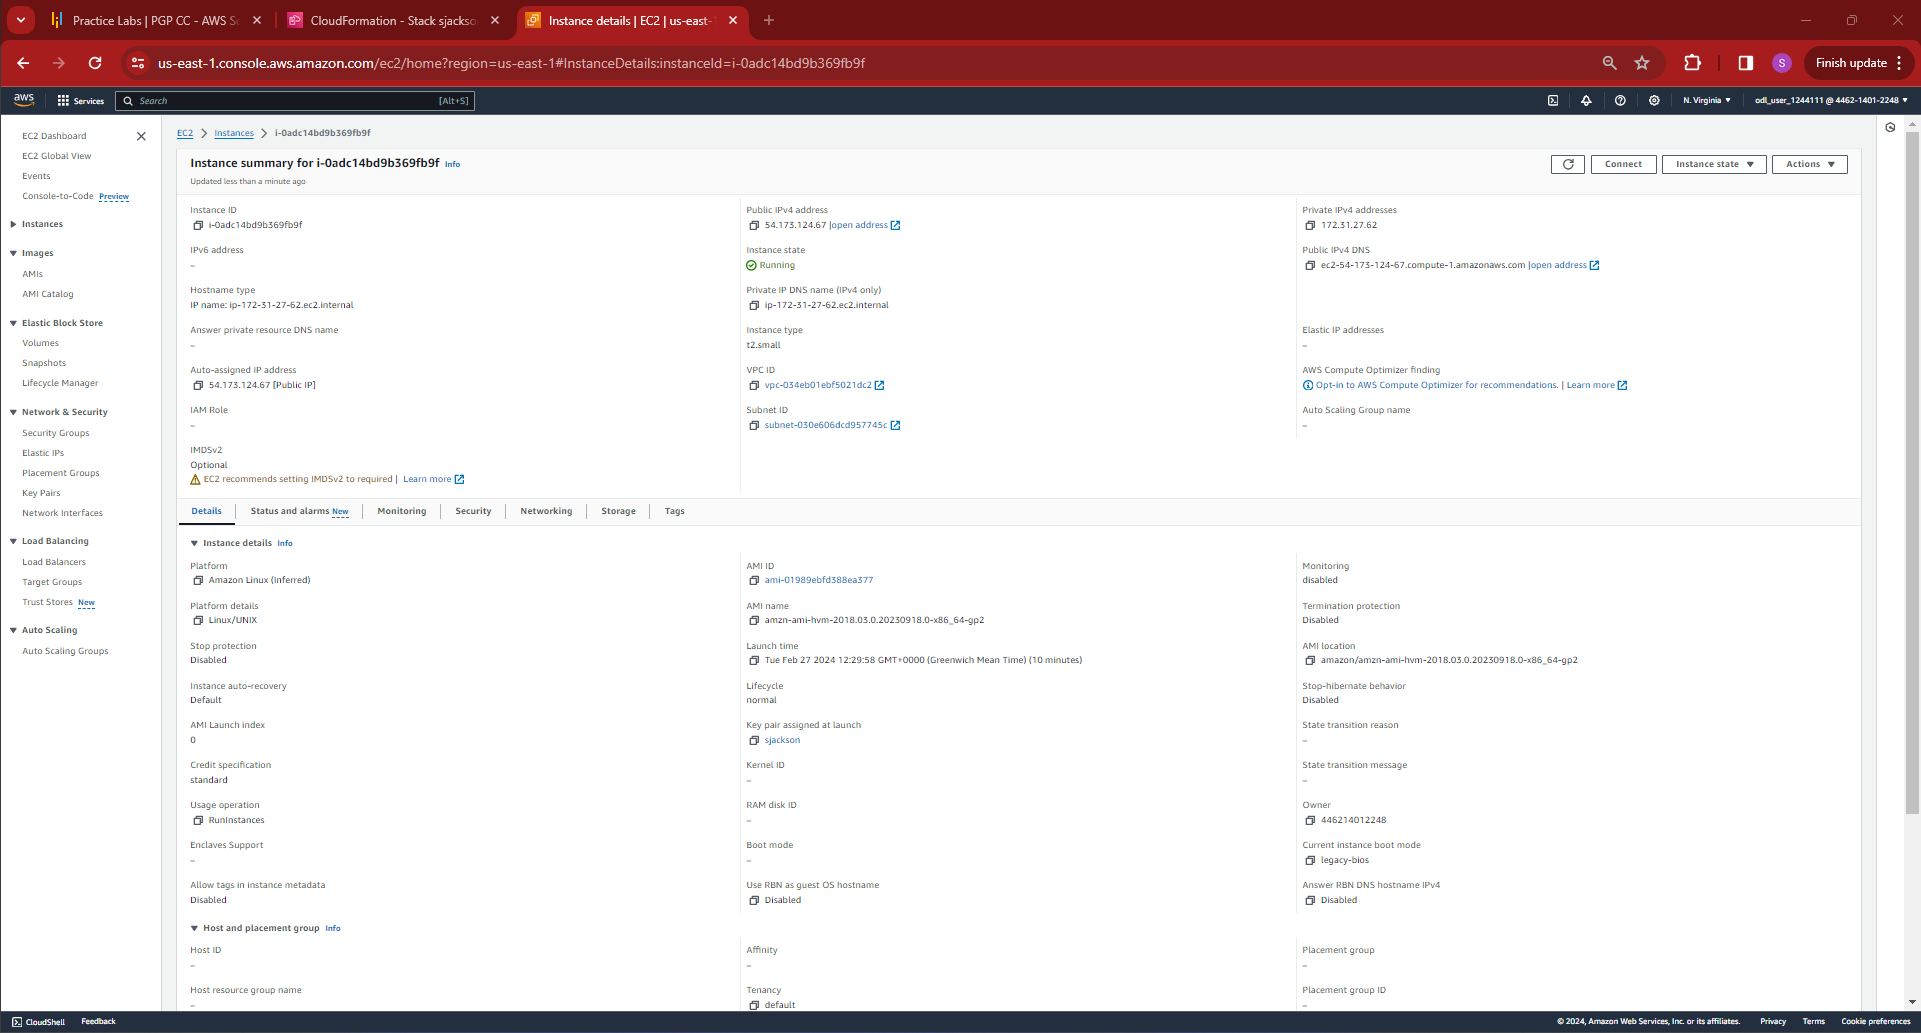 Practice Labs | PGP CC - AWS S
CloudFormation - Stack sjackso
Instance details | EC2 | us-east-1
us-east-1.console.aws.amazon.com/ec2/home?region=us-east-1#InstanceDetails:instanceId=i-0adc14bd9b369fb9f
S
Finish update
aws
Services
Search
[Alt+S]
N. Virginia
odl_user_1244111 @ 4462-1401-2248
EC2 Dashboard
EC2 Global View
Events
Console-to-Code Preview
Instances
Images
AMIs
AMI Catalog
Elastic Block Store
Volumes
Snapshots
Lifecycle Manager
Network & Security
Security Groups
Elastic IPs
Placement Groups
Key Pairs
Network Interfaces
Load Balancing
Load Balancers
Target Groups
Trust Stores New
Auto Scaling
Auto Scaling Groups
EC2 > Instances > i-0adc14bd9b369fb9f
Instance summary for i-0adc14bd9b369fb9f Info
Updated less than a minute ago
Connect
Instance state
Actions
Instance ID
i-0adc14bd9b369fb9f
Public IPv4 address
54.173.124.67 |open address
Private IPv4 addresses
172.31.27.62
IPv6 address
–
Instance state
Running
Public IPv4 DNS
ec2-54-173-124-67.compute-1.amazonaws.com |open address
Hostname type
IP name: ip-172-31-27-62.ec2.internal
Private IP DNS name (IPv4 only)
ip-172-31-27-62.ec2.internal
Answer private resource DNS name
–
Instance type
t2.small
Elastic IP addresses
–
Auto-assigned IP address
54.173.124.67 [Public IP]
VPC ID
vpc-034eb01ebf5021dc2
AWS Compute Optimizer finding
Opt-in to AWS Compute Optimizer for recommendations. | Learn more
IAM Role
–
Subnet ID
subnet-030e606dcd957745c
Auto Scaling Group name
–
IMDSv2
Optional
EC2 recommends setting IMDSv2 to required | Learn more
Details
Status and alarms New
Monitoring
Security
Networking
Storage
Tags
Instance details Info
Platform
Amazon Linux (Inferred)
AMI ID
ami-01989ebfd388ea377
Monitoring
disabled
Platform details
Linux/UNIX
AMI name
amzn-ami-hvm-2018.03.0.20230918.0-x86_64-gp2
Termination protection
Disabled
Stop protection
Disabled
Launch time
Tue Feb 27 2024 12:29:58 GMT+0000 (Greenwich Mean Time) (10 minutes)
AMI location
amazon/amzn-ami-hvm-2018.03.0.20230918.0-x86_64-gp2
Instance auto-recovery
Default
Lifecycle
normal
Stop-hibernate behavior
Disabled
AMI Launch index
0
Key pair assigned at launch
sjackson
State transition reason
–
Credit specification
standard
Kernel ID
–
State transition message
–
Usage operation
RunInstances
RAM disk ID
–
Owner
446214012248
Enclaves Support
–
Boot mode
–
Current instance boot mode
legacy-bios
Allow tags in instance metadata
Disabled
Use RBN as guest OS hostname
Disabled
Answer RBN DNS hostname IPv4
Disabled
Host and placement group Info
Host ID
–
Affinity
–
Placement group
–
Host resource group name
–
Tenancy
default
Placement group ID
–
CloudShell
Feedback
© 2024, Amazon Web Services, Inc. or its affiliates.
Privacy
Terms
Cookie preferences